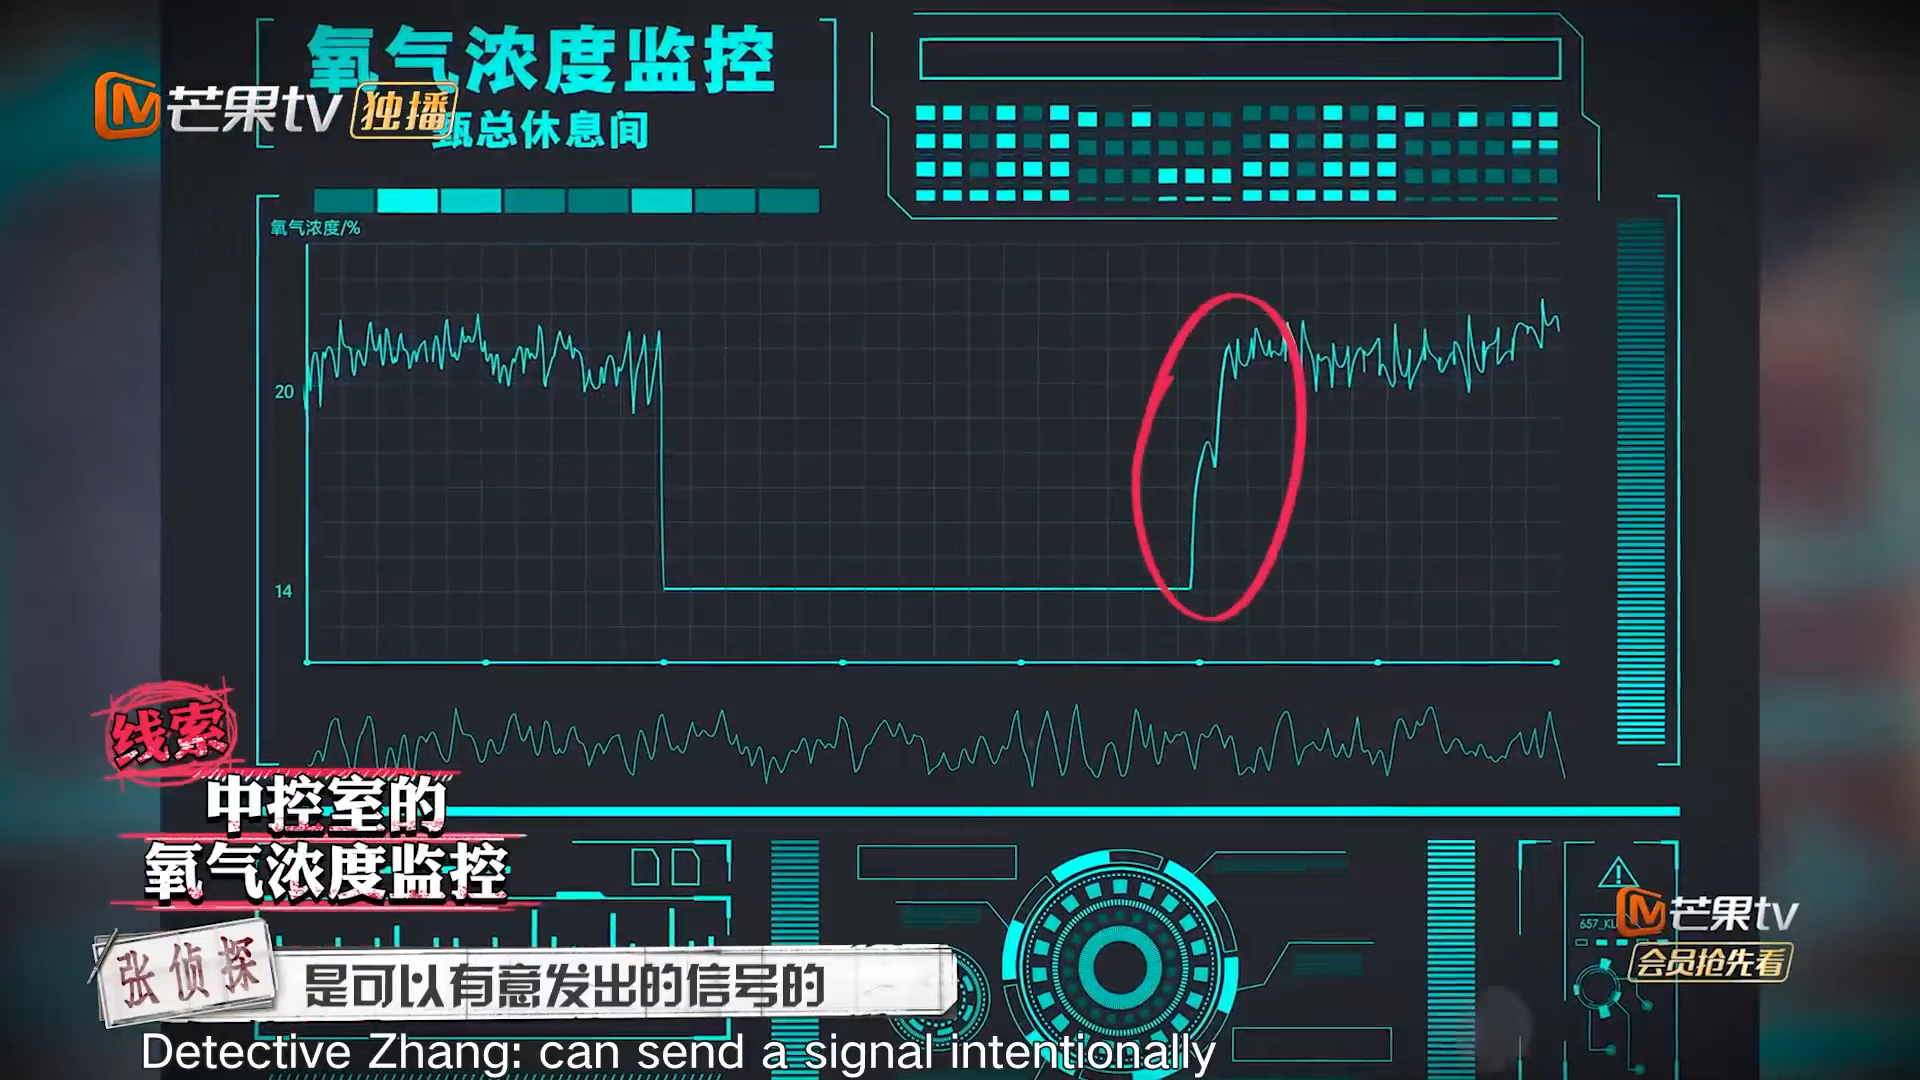 氧气浓度监控
芒果tv 独播
甄总休息间
氧气浓度/%
20
14
线索
中控室的
氧气浓度监控
657_KL
芒果tv
会员抢先看
张侦探
是可以有意发出的信号的
Detective Zhang: can send a signal intentionally